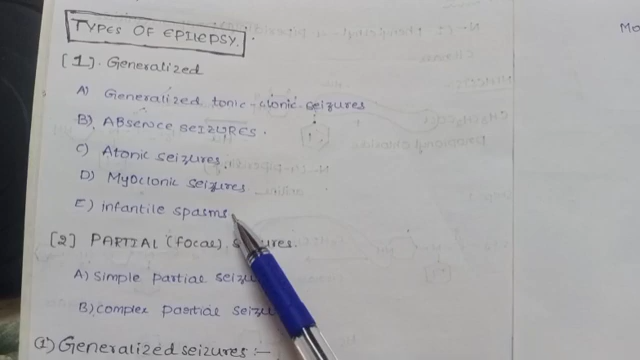 TYPES OF EPILEPSY.
[1]. Generalized
A) Generalized tonic-clonic seizures
B) ABSENCE SEIZURES.
C) Atonic seizures.
D) Myoclonic seizures
E) infantile spasms
[2] PARTIAL (focal)
A) simple partial
B) complex partial
(1) Generalized seizures :-